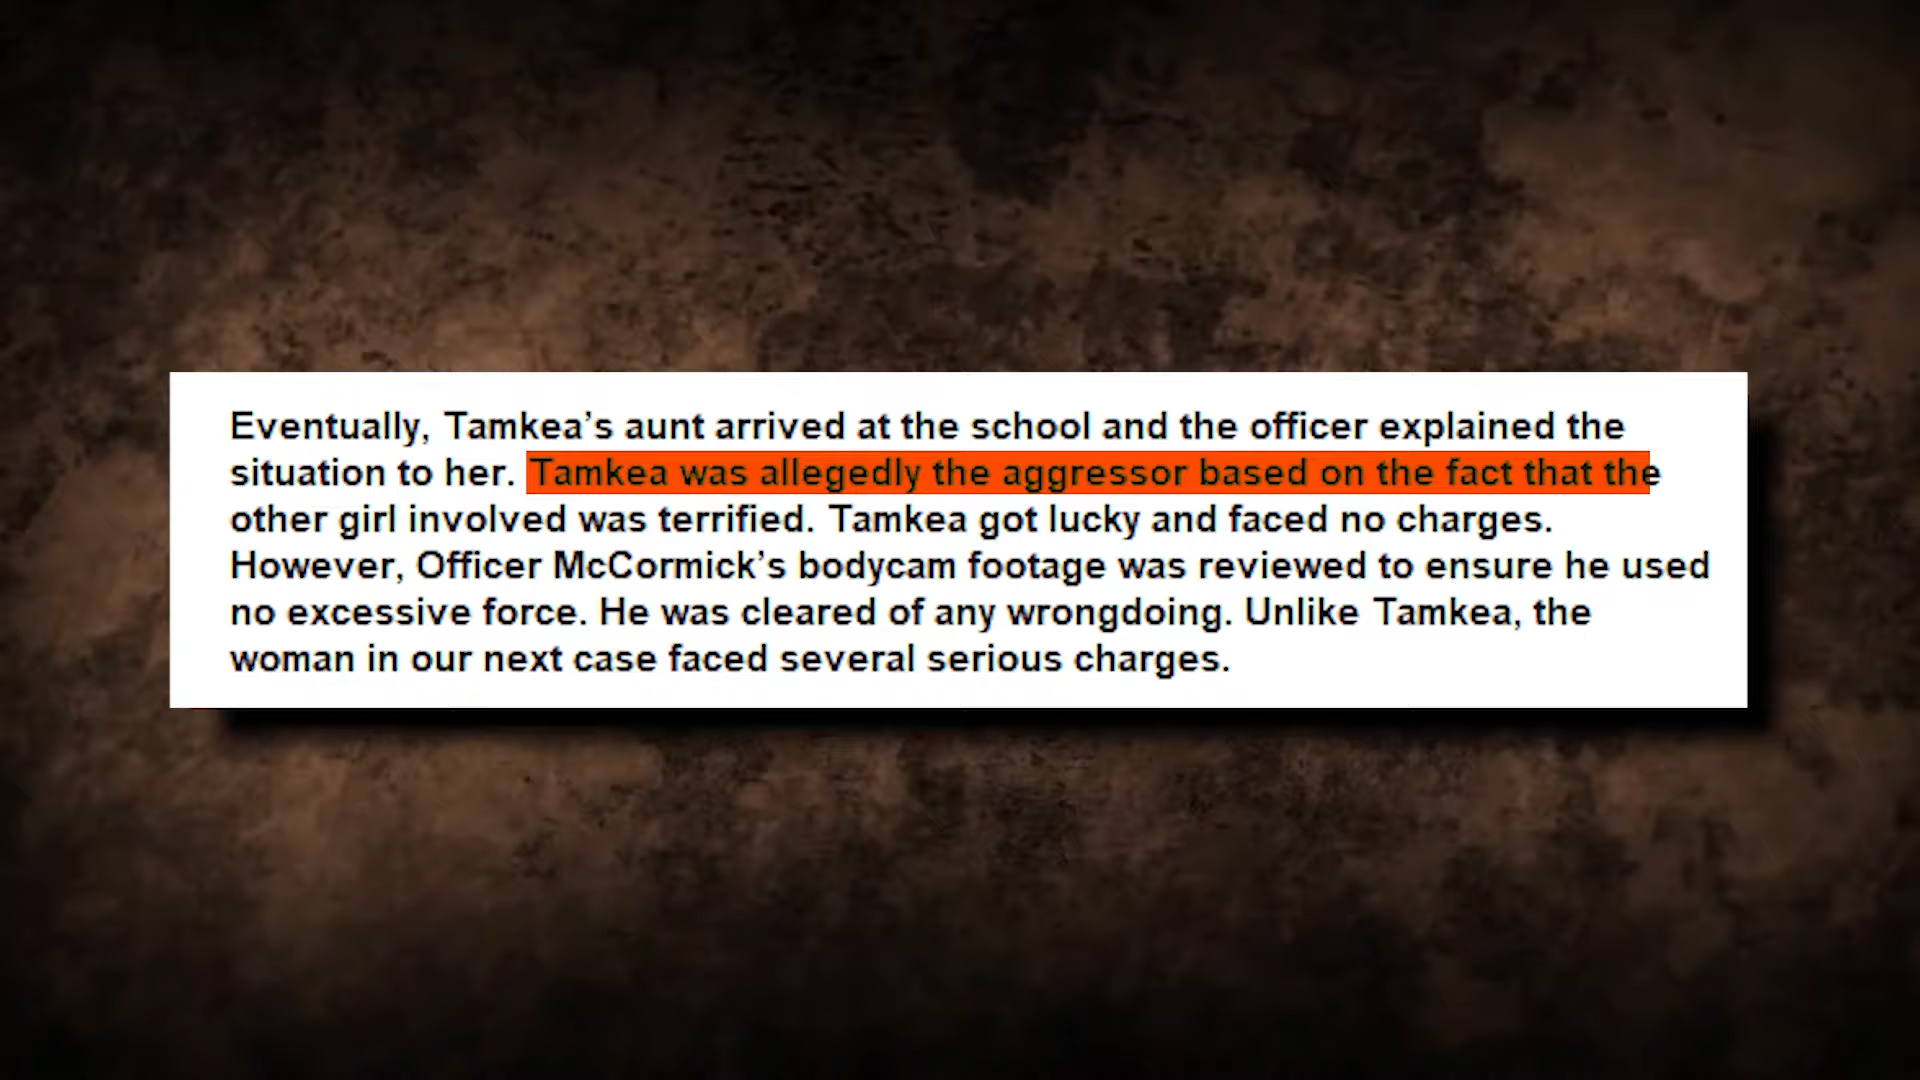 Eventually, Tamkea’s aunt arrived at the school and the officer explained the
situation to her. Tamkea was allegedly the aggressor based on the fact that the
other girl involved was terrified. Tamkea got lucky and faced no charges.
However, Officer McCormick’s bodycam footage was reviewed to ensure he used
no excessive force. He was cleared of any wrongdoing. Unlike Tamkea, the
woman in our next case faced several serious charges.